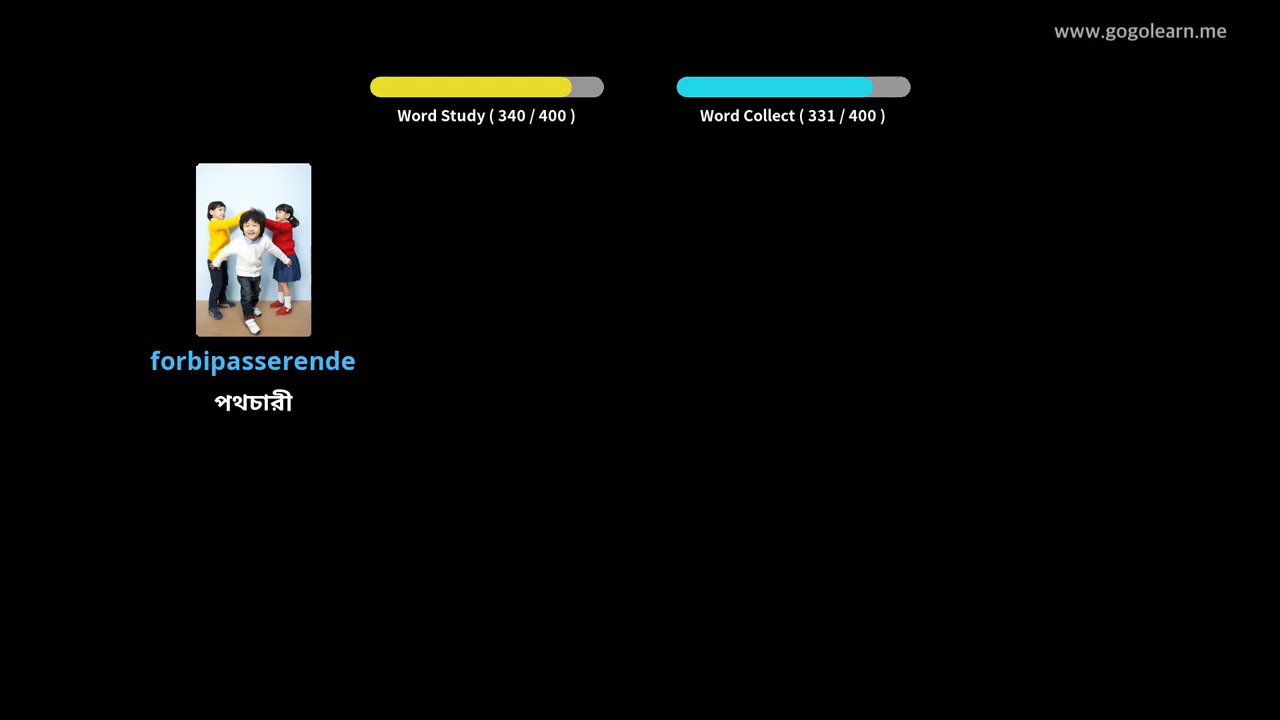 www.gogolearn.me
Word Study ( 340 / 400 )
Word Collect ( 331 / 400 )
forbipasserende
পথচারী